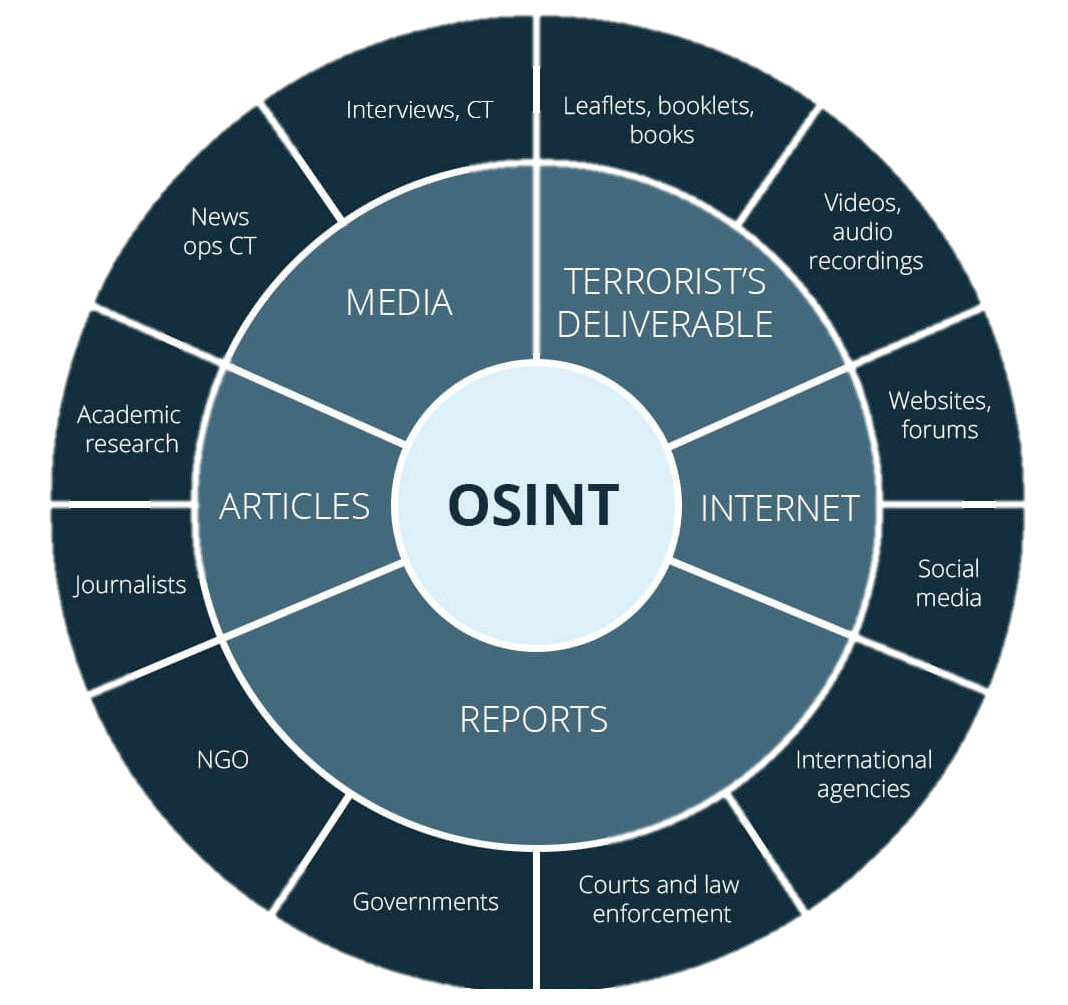 Interviews, CT
Leaflets, booklets,
books
News
ops CT
Videos,
audio
recordings
MEDIA
TERRORIST’S
DELIVERABLE
Academic
research
Websites,
forums
ARTICLES
OSINT
INTERNET
Journalists
Social
media
REPORTS
NGO
International
agencies
Governments
Courts and law
enforcement